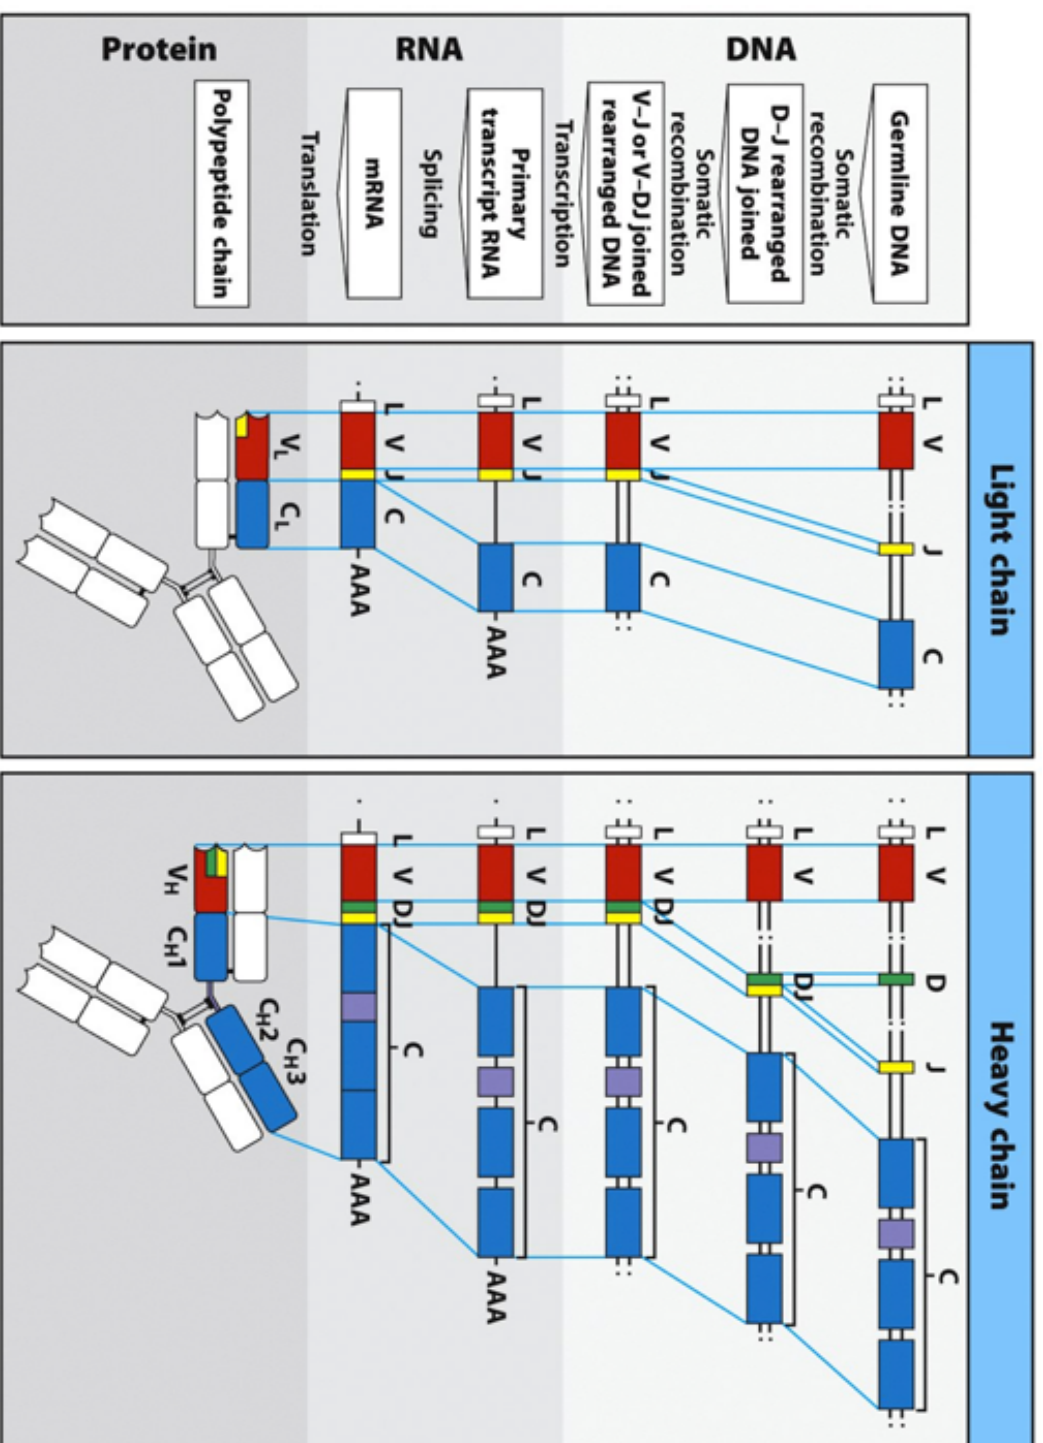 Light chain
Heavy chain
DNA
Germline DNA
Somatic
recombination
D–J rearranged
DNA joined
Somatic
recombination
V–J or V–DJ joined
rearranged DNA
Transcription
RNA
Primary
transcript RNA
Splicing
mRNA
Translation
Protein
Polypeptide chain
L V J C
L V J C
L V J C AAA
L V J C AAA
VL CL
L V D J C
L V DJ C
L V DJ C
L V DJ C AAA
L V DJ C AAA
VH CH1 CH2 CH3